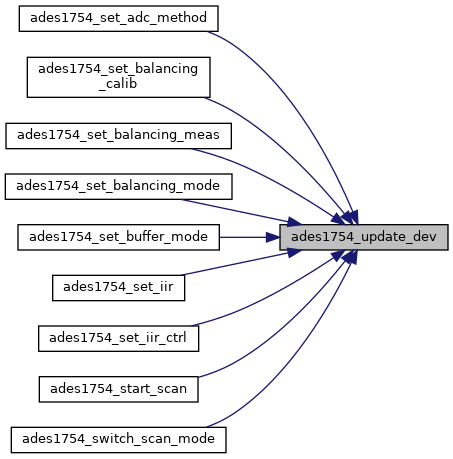 ades1754_set_adc_method
ades1754_set_balancing
_calib
ades1754_set_balancing_meas
ades1754_set_balancing_mode
ades1754_set_buffer_mode
ades1754_update_dev
ades1754_set_iir
ades1754_set_iir_ctrl
ades1754_start_scan
ades1754_switch_scan_mode